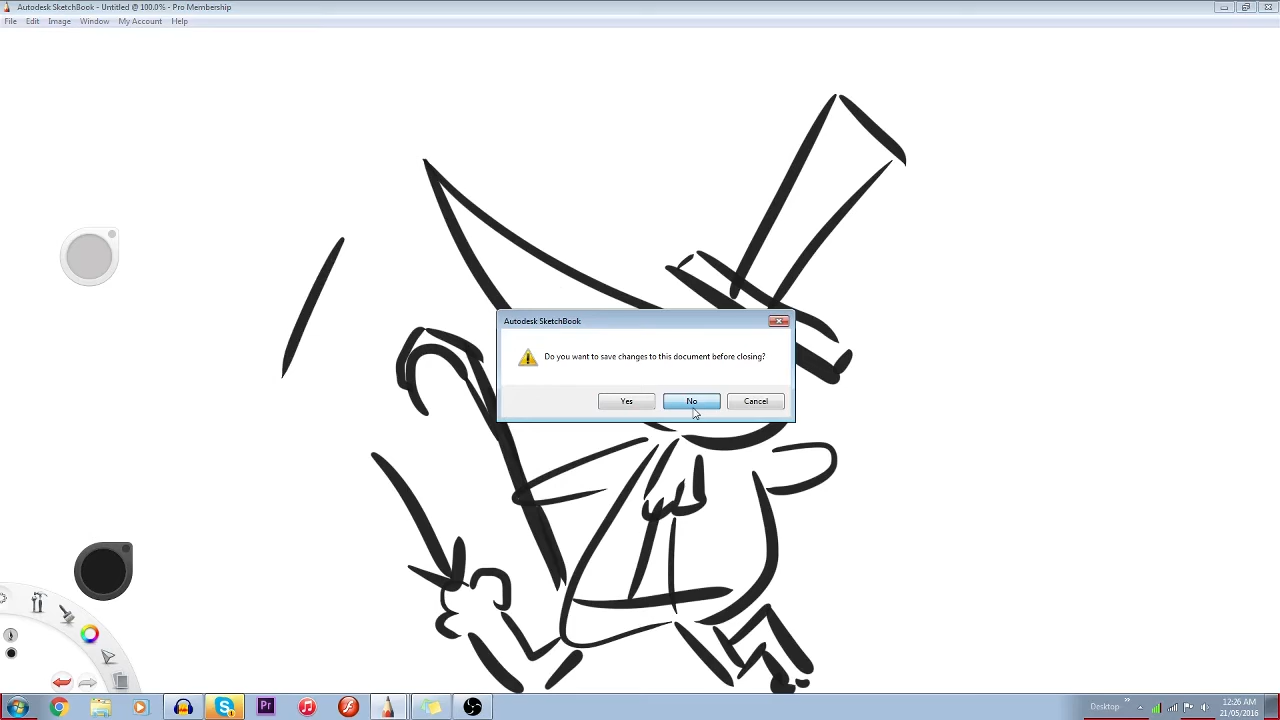 Autodesk SketchBook - Untitled @ 100.0% - Pro Membership
File Edit Image Window My Account Help
Autodesk SketchBook
Do you want to save changes to this document before closing?
Yes No Cancel
Pr
Desktop
12:26 AM
21/05/2016